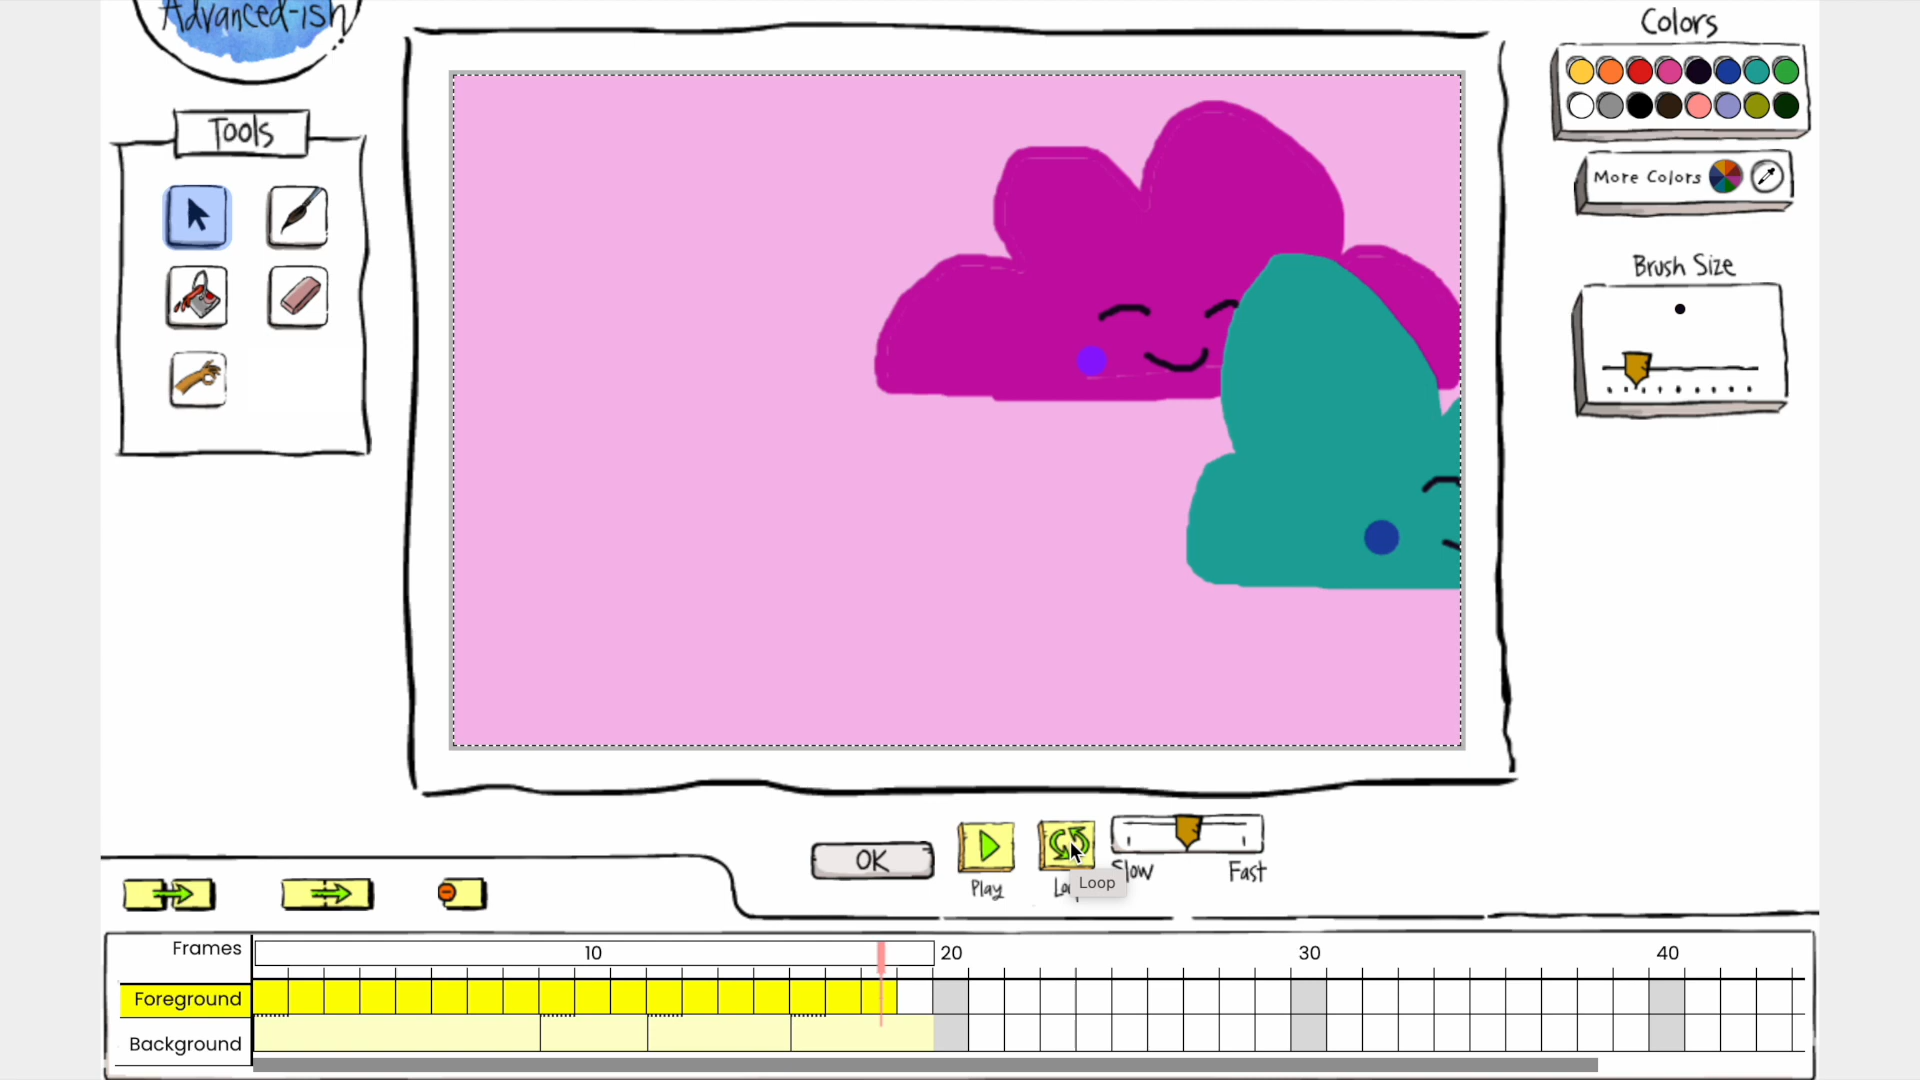 Advanced-ish
Colors
Tools
More Colors
Brush Size
OK
Play
Loop
Loop
Slow
Fast
Frames
10
20
30
40
Foreground
Background